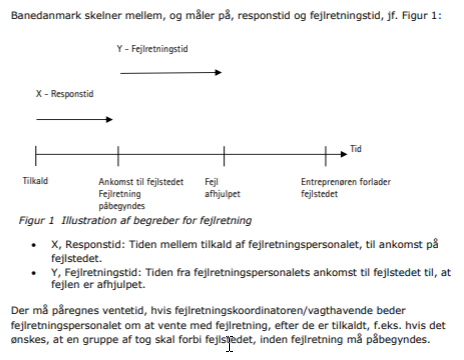 Banedanmark skelner mellem, og måler på, responstid og fejlretningstid, jf. Figur 1:
Y - Fejlretningstid
X - Responstid
Tid
Tilkald
Ankomst til fejlstedet
Fejlretning
påbegyndes
Fejl
afhjulpet
Entreprenøren forlader
fejlstedet
Figur 1 Illustration af begreber for fejlretning
• X, Responstid: Tiden mellem tilkald af fejlretningspersonalet, til ankomst på
fejlstedet.
• Y, Fejlretningstid: Tiden fra fejlretningspersonalets ankomst til fejlstedet til, at
fejlen er afhjulpet.
Der må påregnes ventetid, hvis fejlretningskoordinatoren/vagthavende beder
fejlretningspersonalet om at vente med fejlretning, efter de er tilkaldt, f.eks. hvis det
ønskes, at en gruppe af tog skal forbi fejlstedet, inden fejlretning må påbegyndes.